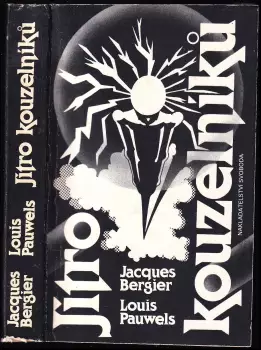 Jacques
Bergier
Louis
Pauwels
Jitro kouzelníků
Jitro
kouzelníků
Jacques
Bergier
Louis
Pauwels
NAKLADATELSTVÍ SVOBODA